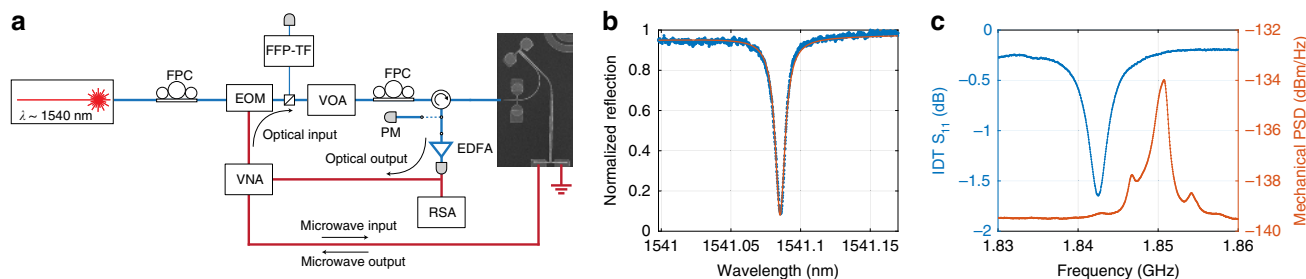 a
FFP-TF
FPC
FPC
EOM
VOA
λ ~ 1540 nm
Optical input
PM
EDFA
Optical output
VNA
RSA
Microwave input
Microwave output
b
Normalized reflection
1
0.8
0.6
0.4
0.2
0
1541
1541.05
1541.1
1541.15
Wavelength (nm)
c
IDT S11 (dB)
0
−0.5
−1
−1.5
−2
1.83
1.84
1.85
1.86
Frequency (GHz)
−132
−134
−136
−138
−140
Mechanical PSD (dBm/Hz)